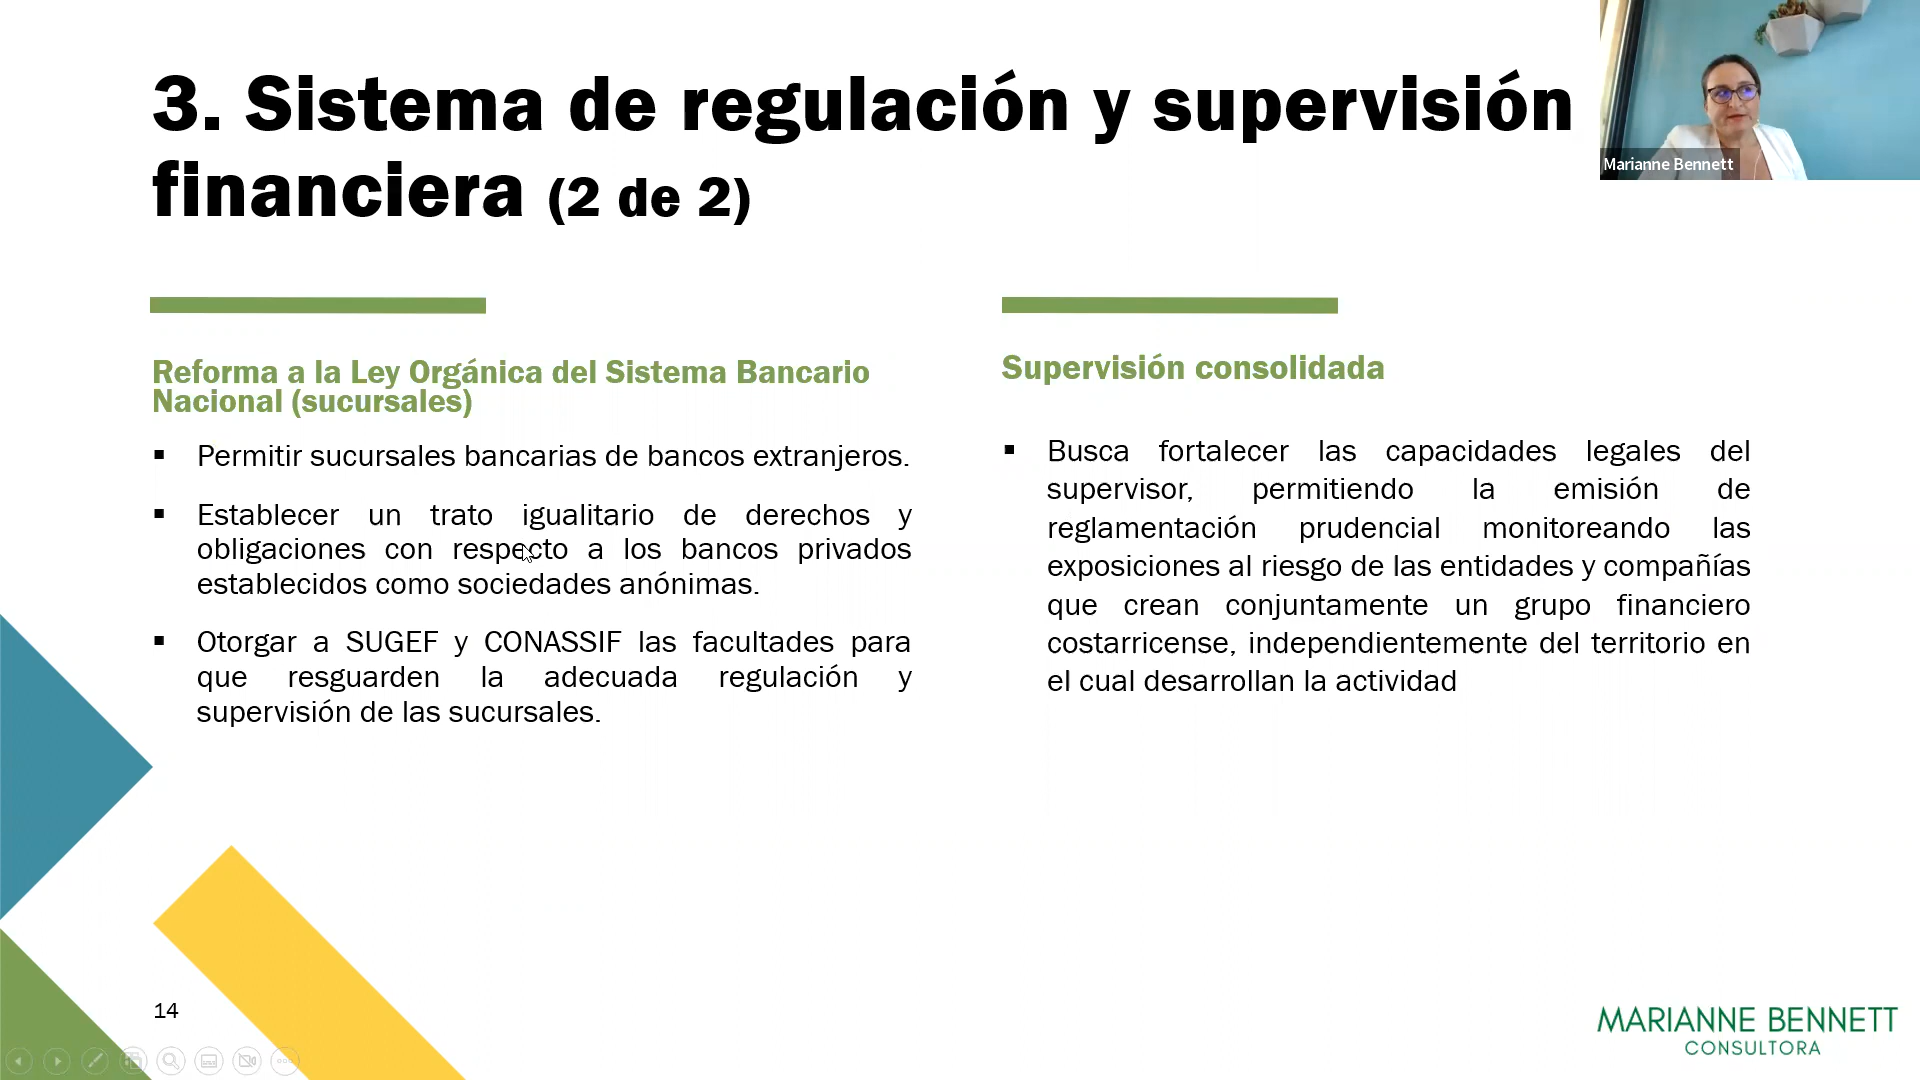 3. Sistema de regulación y supervisión
financiera (2 de 2)
Marianne Bennett
Reforma a la Ley Orgánica del Sistema Bancario
Nacional (sucursales)
▪ Permitir sucursales bancarias de bancos extranjeros.
▪ Establecer un trato igualitario de derechos y
obligaciones con respecto a los bancos privados
establecidos como sociedades anónimas.
▪ Otorgar a SUGEF y CONASSIF las facultades para
que resguarden la adecuada regulación y
supervisión de las sucursales.
Supervisión consolidada
▪ Busca fortalecer las capacidades legales del
supervisor, permitiendo la emisión de
reglamentación prudencial monitoreando las
exposiciones al riesgo de las entidades y compañías
que crean conjuntamente un grupo financiero
costarricense, independientemente del territorio en
el cual desarrollan la actividad
14
MARIANNE BENNETT
CONSULTORA